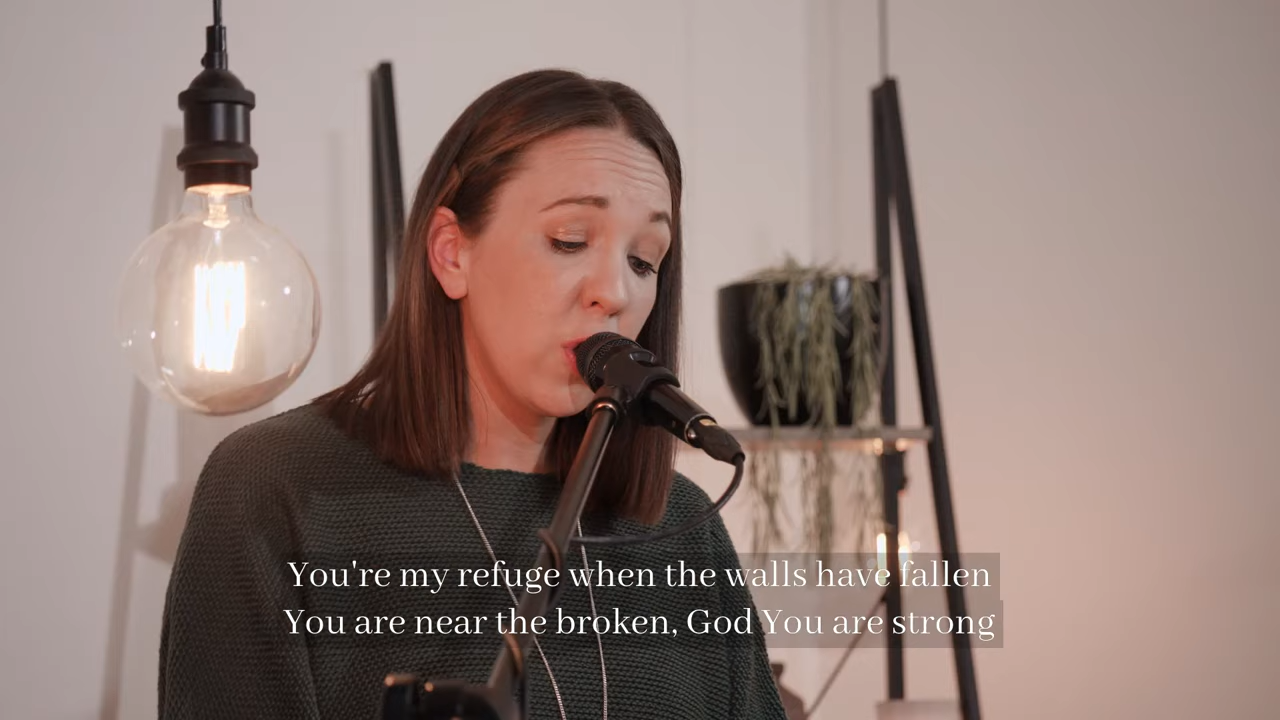 You're my refuge when the walls have fallen
You are near the broken, God You are strong